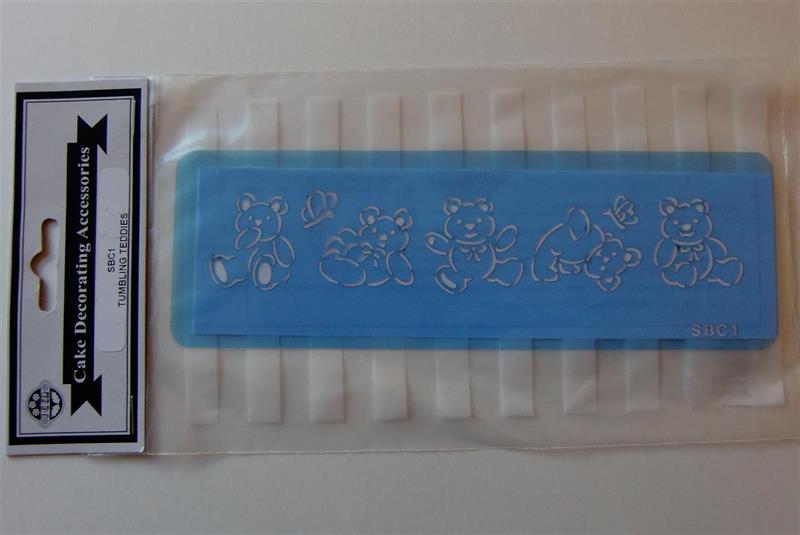 Cake Decorating Accessories
SBC1
TUMBLING TEDDIES
SBC1